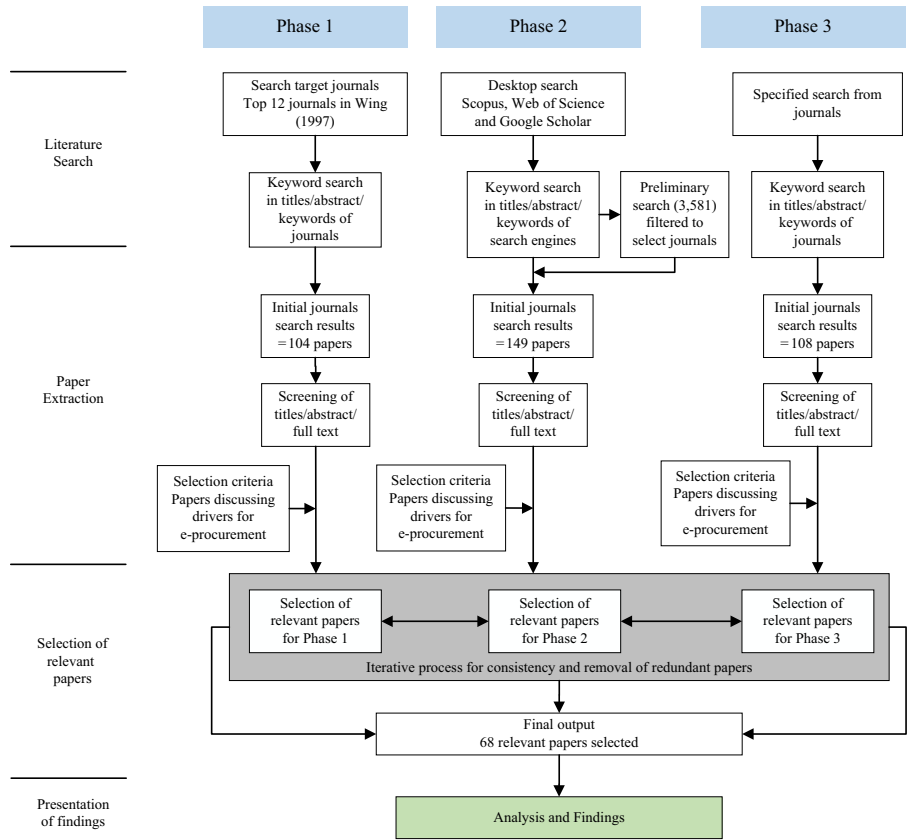 Phase 1
Phase 2
Phase 3
Literature
Search
Search target journals
Top 12 journals in Wing
(1997)
Desktop search
Scopus, Web of Science
and Google Scholar
Specified search from
journals
Keyword search
in titles/abstract/
keywords of
journals
Keyword search
in titles/abstract/
keywords of
search engines
Preliminary
search (3,581)
filtered to
select journals
Keyword search
in titles/abstract/
keywords of
journals
Paper
Extraction
Initial journals
search results
=104 papers
Initial journals
search results
=149 papers
Initial journals
search results
=108 papers
Screening of
titles/abstract/
full text
Screening of
titles/abstract/
full text
Screening of
titles/abstract/
full text
Selection criteria
Papers discussing
drivers for
e-procurement
Selection criteria
Papers discussing
drivers for
e-procurement
Selection criteria
Papers discussing
drivers for
e-procurement
Selection of
relevant
papers
Selection of
relevant papers
for Phase 1
Selection of
relevant papers
for Phase 2
Selection of
relevant papers
for Phase 3
Iterative process for consistency and removal of redundant papers
Final output
68 relevant papers selected
Presentation
of findings
Analysis and Findings